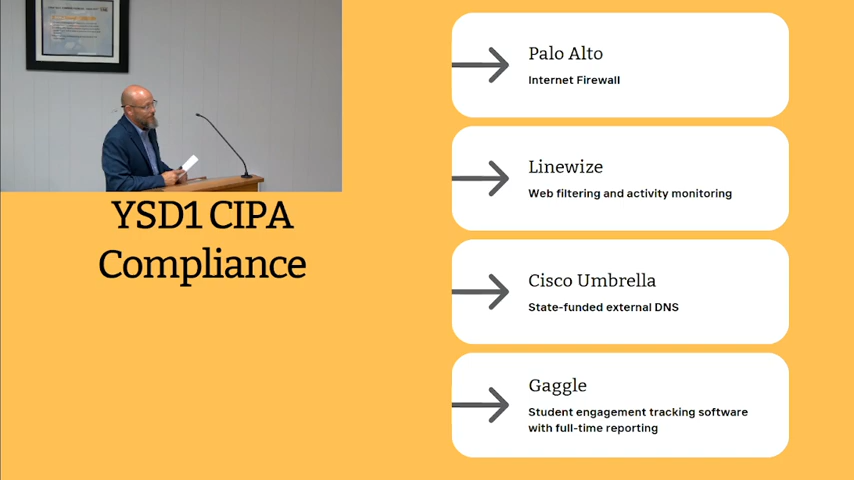 YSD1 CIPA
Compliance
Palo Alto
Internet Firewall
Linewize
Web filtering and activity monitoring
Cisco Umbrella
State-funded external DNS
Gaggle
Student engagement tracking software
with full-time reporting